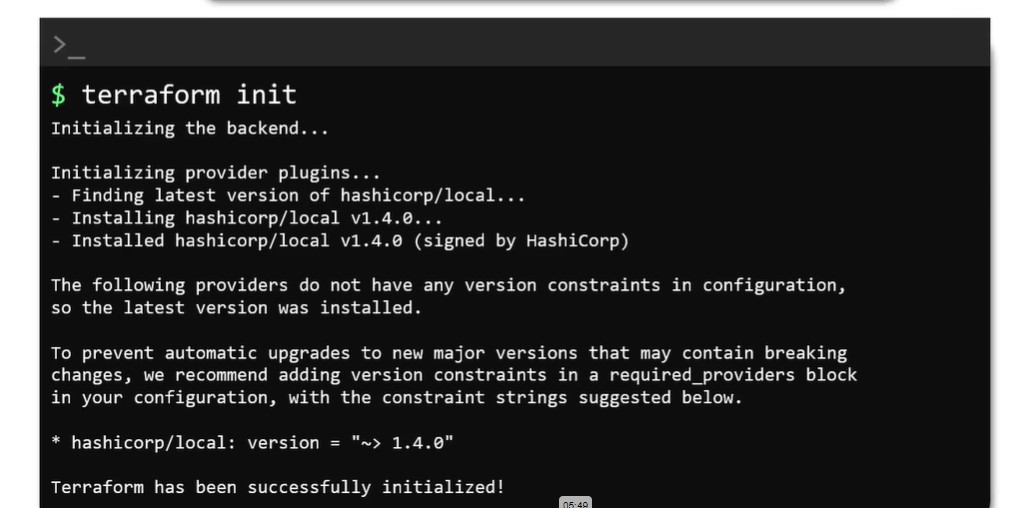 >_
$ terraform init
Initializing the backend...
Initializing provider plugins...
- Finding latest version of hashicorp/local...
- Installing hashicorp/local v1.4.0...
- Installed hashicorp/local v1.4.0 (signed by HashiCorp)
The following providers do not have any version constraints in configuration,
so the latest version was installed.
To prevent automatic upgrades to new major versions that may contain breaking
changes, we recommend adding version constraints in a required_providers block
in your configuration, with the constraint strings suggested below.
* hashicorp/local: version = "~> 1.4.0"
Terraform has been successfully initialized!
05:49